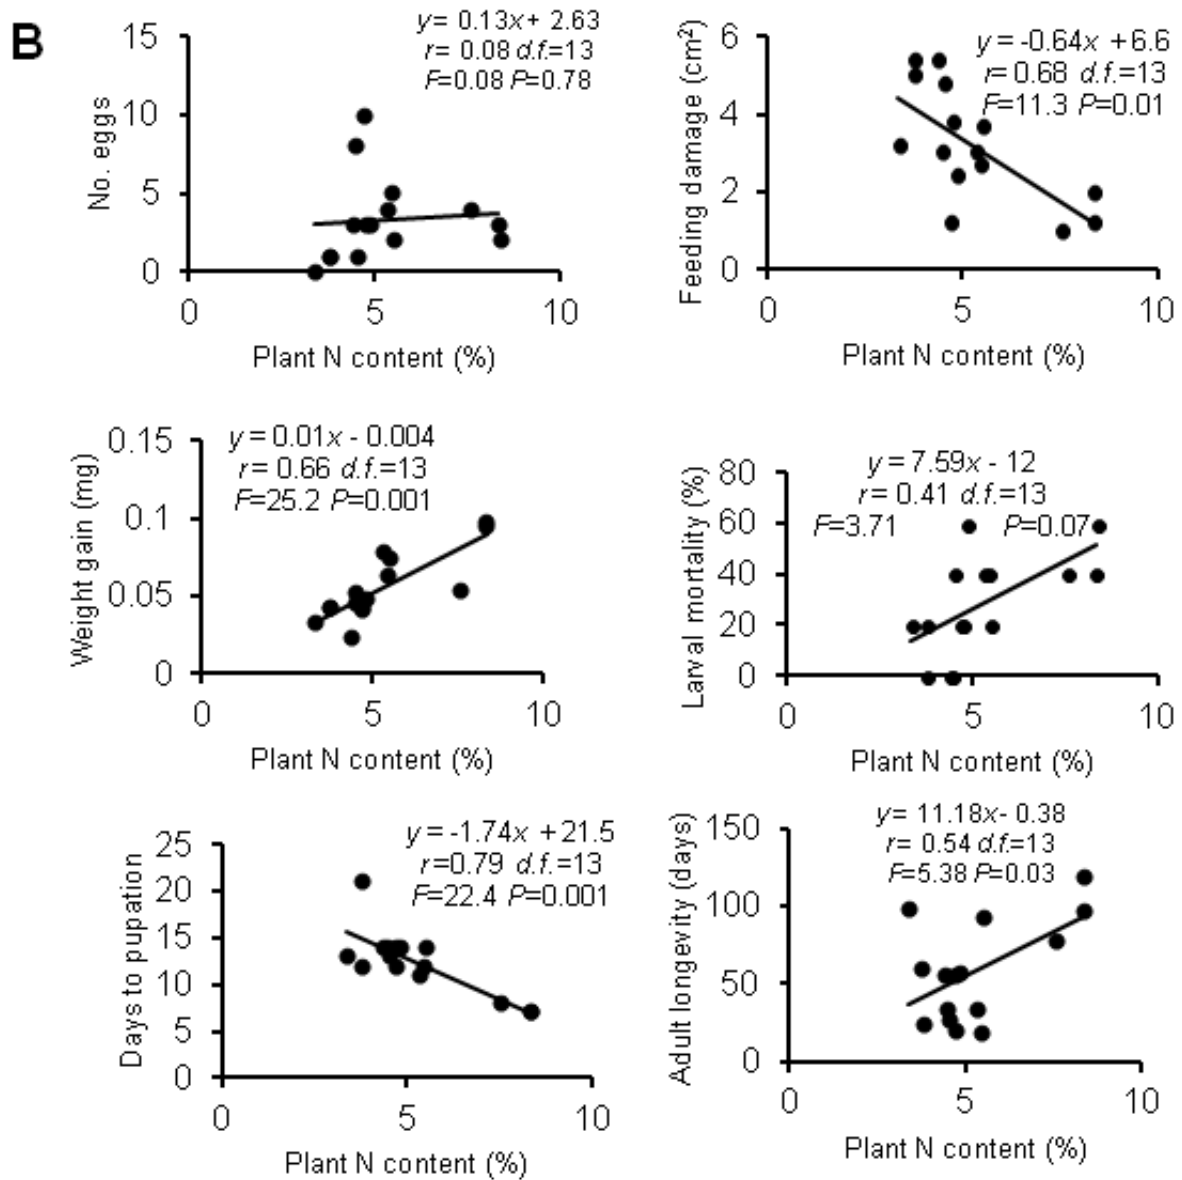 B
y= 0.13x+ 2.63
r= 0.08 d.f.=13
F=0.08 P=0.78
No. eggs
15
10
5
0
0 5 10
Plant N content (%)
y= -0.64x +6.6
r= 0.68 d.f.=13
F=11.3 P=0.01
Feeding damage (cm²)
6
4
2
0
0 5 10
Plant N content (%)
y= 0.01x - 0.004
r= 0.66 d.f.=13
F=25.2 P=0.001
Weight gain (mg)
0.15
0.1
0.05
0
0 5 10
Plant N content (%)
y= 7.59x - 12
r= 0.41 d.f.=13
F=3.71 P=0.07
Larval mortality (%)
80
60
40
20
0
0 5 10
Plant N content (%)
y= -1.74x +21.5
r=0.79 d.f.=13
F=22.4 P=0.001
Days to pupation
25
20
15
10
5
0
0 5 10
Plant N content (%)
y= 11.18x- 0.38
r= 0.54 d.f.=13
F=5.38 P=0.03
Adult longevity (days)
150
100
50
0
0 5 10
Plant N content (%)